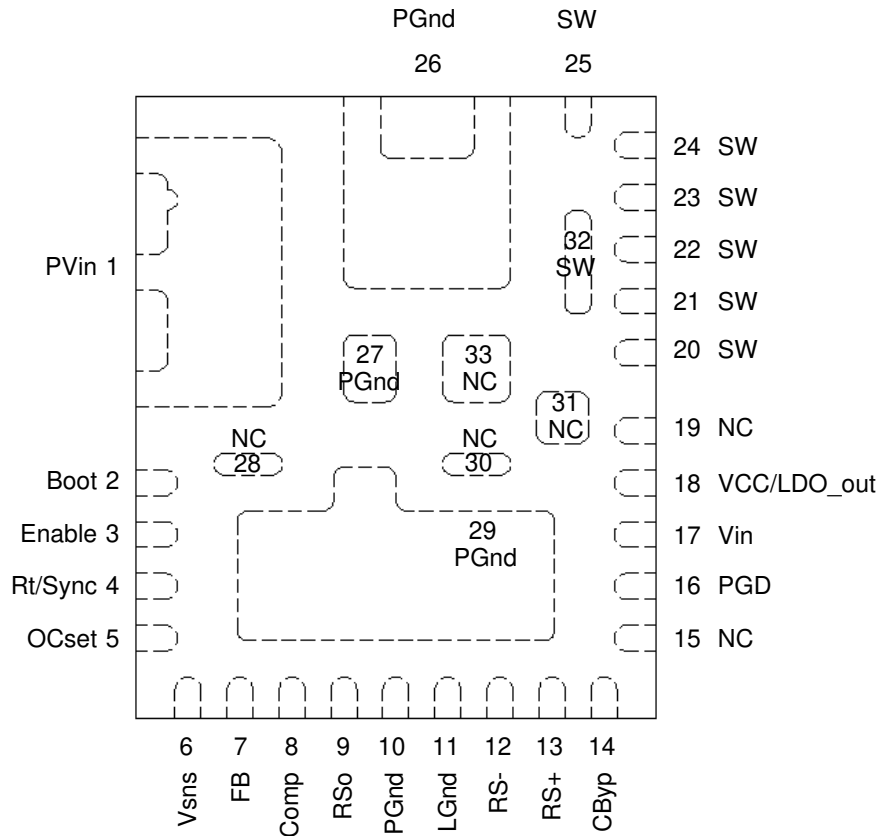 PGnd
SW
26
25
24 SW
23 SW
32
SW
22 SW
PVin 1
21 SW
20 SW
27
PGnd
33
NC
31
NC
19 NC
NC
28
NC
30
Boot 2
18 VCC/LDO_out
Enable 3
29
PGnd
17 Vin
Rt/Sync 4
16 PGD
OCset 5
15 NC
6 7 8 9 10 11 12 13 14
Vsns
FB
Comp
RSo
PGnd
LGnd
RS-
RS+
CByp